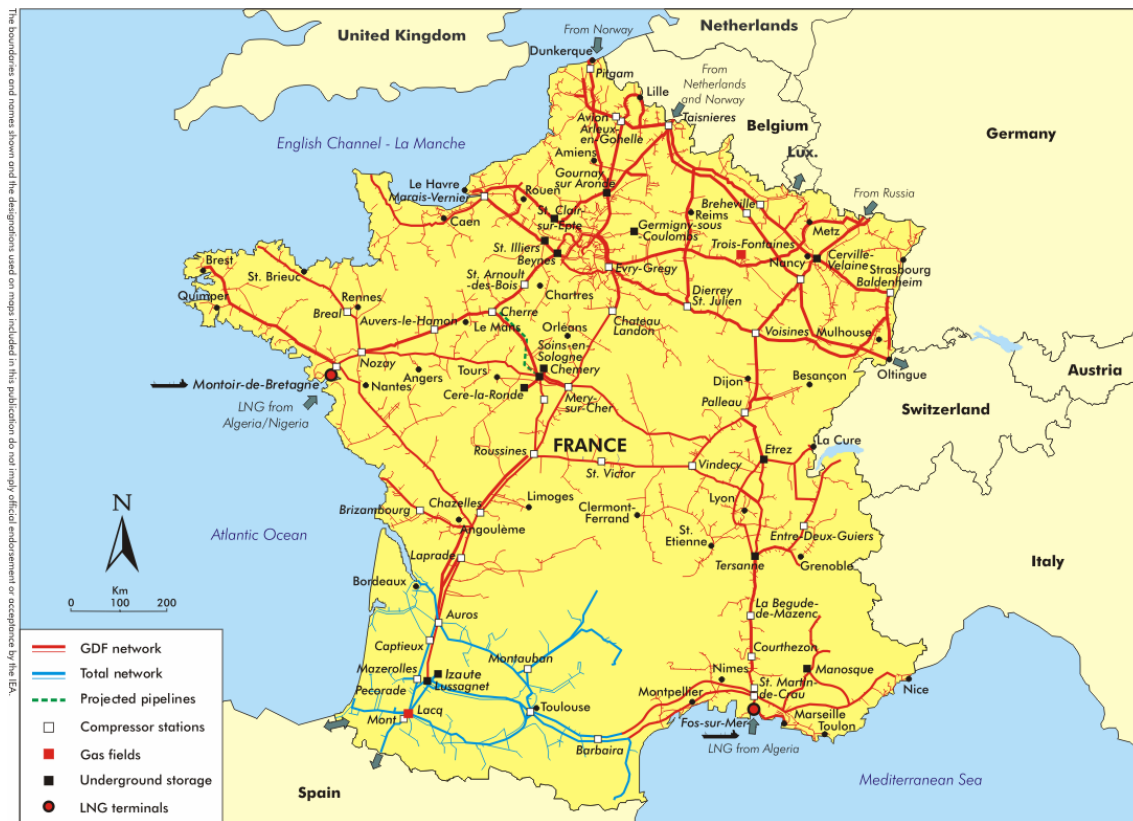 The boundaries and names shown and the designations used on maps included in this publication do not imply official endorsement or acceptance by the IEA.
United Kingdom
Netherlands
From Norway
Dunkerque
Pitgam
From
Netherlands
and Norway
Lille
Avion
Arleux-
en-Gohelle
Taisnieres
Belgium
Germany
English Channel - La Manche
Amiens
Gournay
sur Aronde
Lux.
Le Havre
Marais-Vernier
Rouen
St. Clair-
sur-Epte
Breheville
From Russia
Caen
Reims
Germigny-sous
Coulombs
Metz
St. Illiers
Beynes
Trois-Fontaines
Nancy
Cerville-
Velaine
Brest
St. Brieuc
St. Arnoult
-des-Bois
Evry-Gregy
Strasbourg
Baldenheim
Quimper
Rennes
Chartres
Dierrey
St. Julien
Breal
Auvers-le-Hamon
Cherre
Le Mans
Orléans
Chateau
Landon
Voisines
Mulhouse
Soins-en-
Sologne
Chemery
Nozay
Angers
Tours
Oltingue
Montoir-de-Bretagne
Nantes
Cere-la-Ronde
Mery-
sur-Cher
Dijon
Besançon
Austria
LNG from
Algeria/Nigeria
Palleau
Switzerland
FRANCE
Roussines
La Cure
Etrez
St. Victor
Vindecy
N
Chazelles
Limoges
Clermont-
Ferrand
Lyon
Brizambourg
Angoulème
St.
Etienne
Entre-Deux-Guiers
Atlantic Ocean
Laprade
Tersanne
Grenoble
Italy
Bordeaux
Km
0 100 200
Auros
La Begude-
de-Mazenc
Captieux
Courthezon
GDF network
Montauban
Mazerolles
Izaute
Lussagnet
Nimes
Manosque
Total network
Pecorade
Montpellier
St. Martin-
de-Crau
Nice
Projected pipelines
Lacq
Toulouse
Mont
Compressor stations
Fos-sur-Mer
Marseille
Toulon
Gas fields
Barbaira
LNG from Algeria
Underground storage
Spain
Mediterranean Sea
LNG terminals